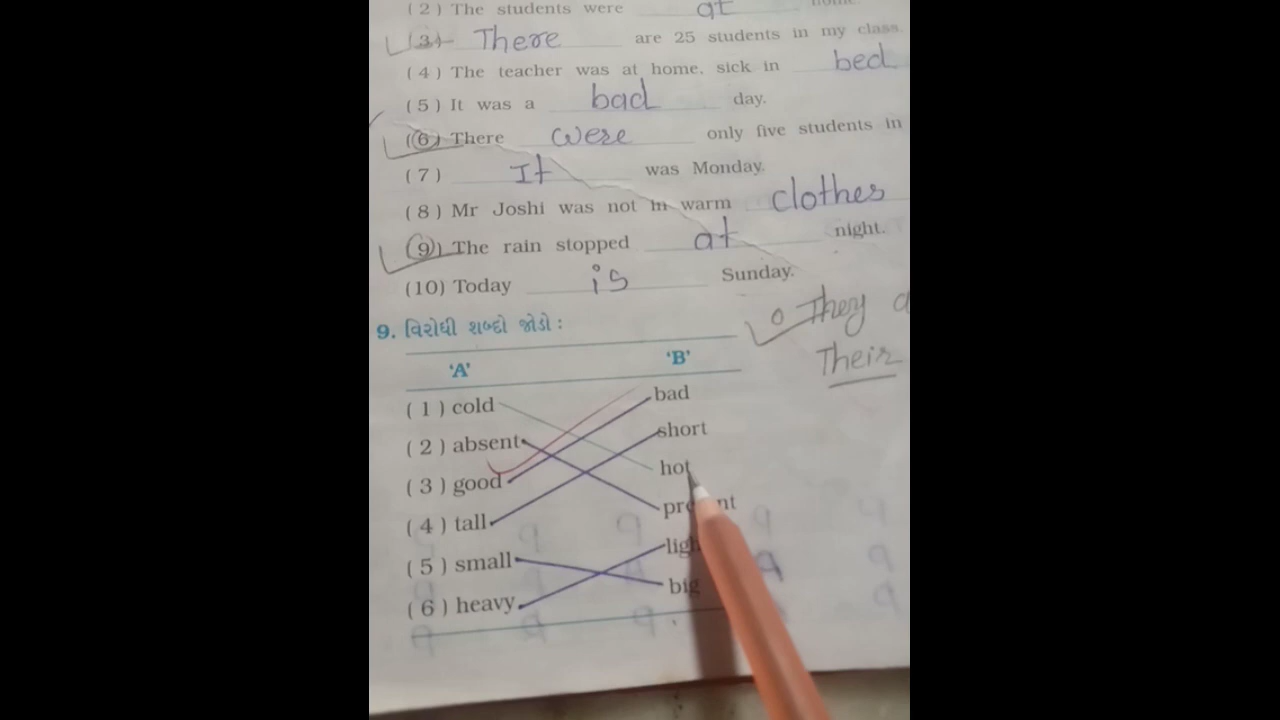 (2) The students were at home.
(3) There are 25 students in my class.
(4) The teacher was at home, sick in bed
(5) It was a bad day.
(6) There were only five students in
(7) It was Monday.
(8) Mr Joshi was not in warm clothes
(9) The rain stopped at night.
(10) Today is Sunday.
They
Their
9. વિરોધી શબ્દો જોડો :
'A' 'B'
(1) cold bad
(2) absent short
(3) good hot
(4) tall
(5) small
(6) heavy big